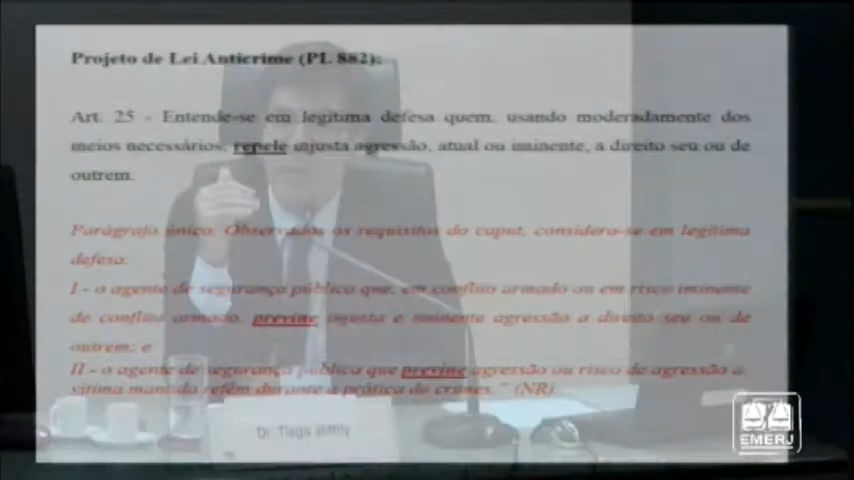 Projeto de Lei Anticrime (PL 882):
Art. 25 - Entende-se em legítima defesa quem, usando moderadamente dos
meios necessários, repele injusta agressão, atual ou iminente, a direito seu ou de
outrem.
Parágrafo único. Observados os requisitos do caput, considera-se em legítima
defesa:
I - o agente de segurança pública que, em conflito armado ou em risco iminente
de conflito armado, previne injusta e iminente agressão a direito seu ou de
outrem; e
II - o agente de segurança pública que previne agressão ou risco de agressão a
vítima mantida refém durante a prática de crimes." (NR)
Dr. Tiago
EMERJ